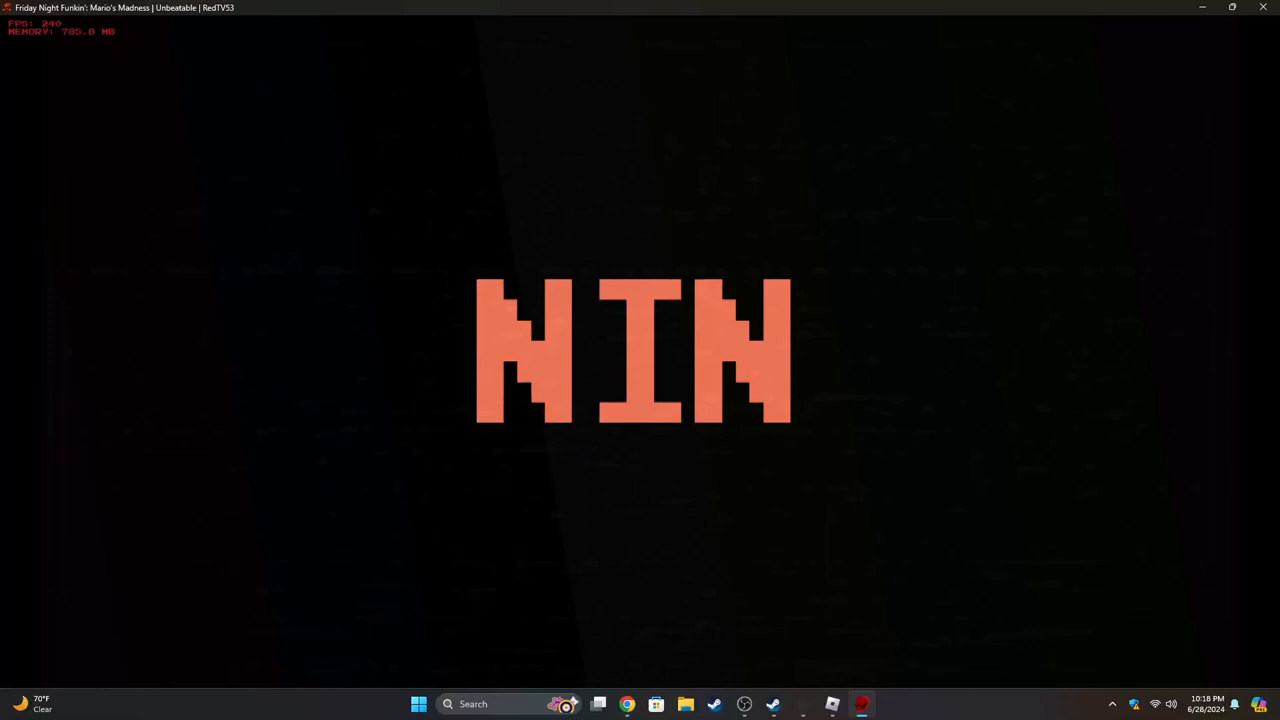 Friday Night Funkin': Mario's Madness | Unbeatable | RedTV53
FPS: 240
MEMORY: 785.8 MB
NIN
70°F
Clear
Search
10:18 PM
6/28/2024